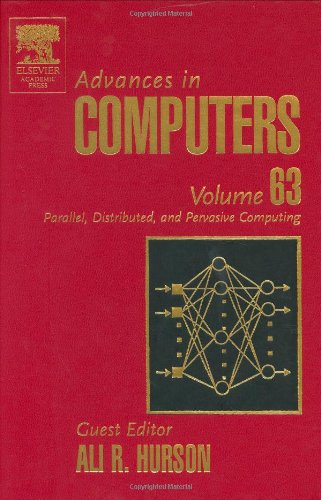 ELSEVIER
ACADEMIC
PRESS
Advances in
COMPUTERS
Volume 63
Parallel, Distributed, and Pervasive Computing
Guest Editor
ALI R. HURSON